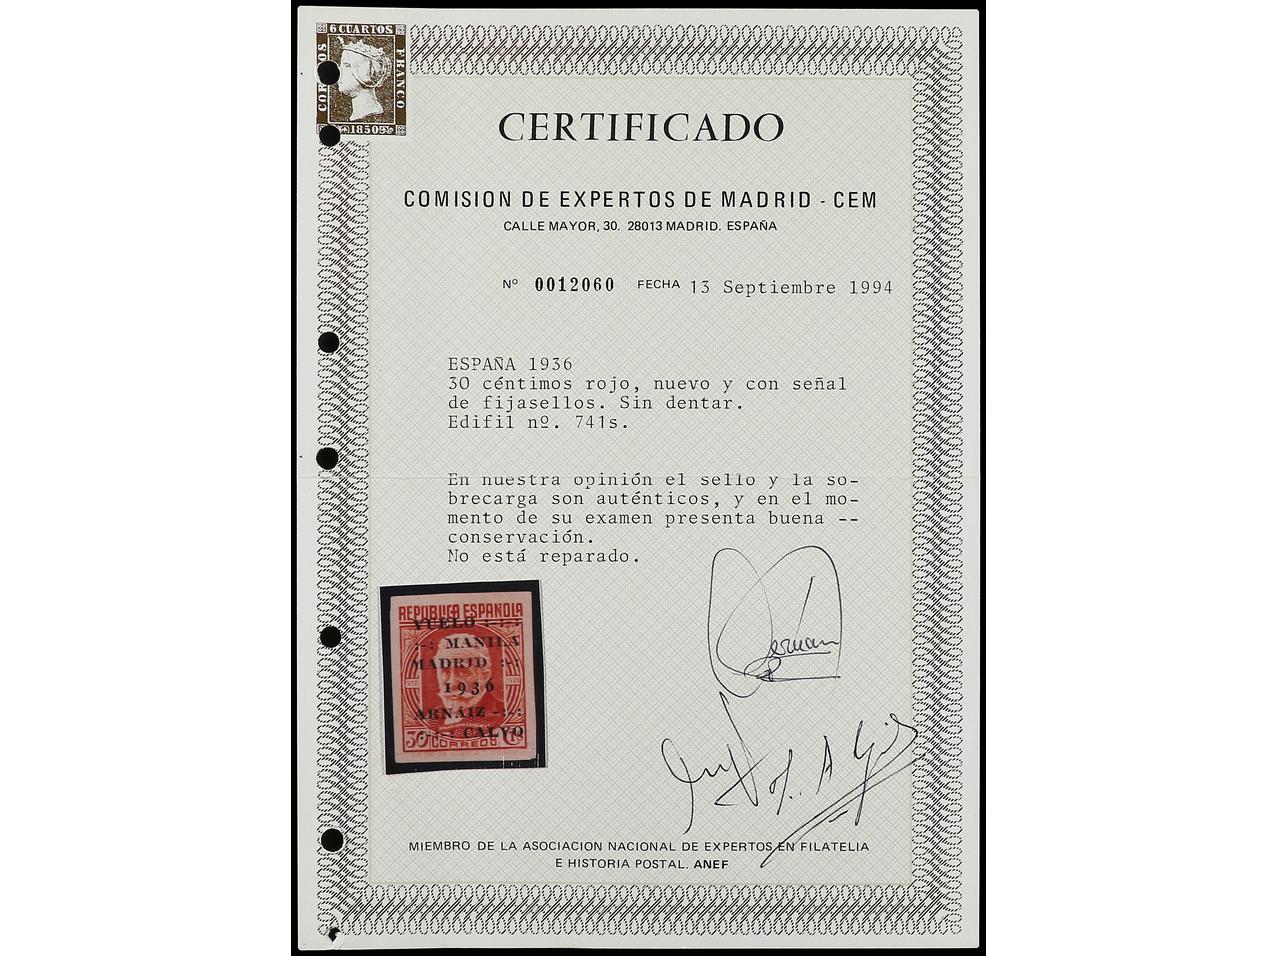 6 CUARTOS
CORREOS
FRANCO
1850
CERTIFICADO
COMISION DE EXPERTOS DE MADRID - CEM
CALLE MAYOR, 30. 28013 MADRID. ESPAÑA
Nº 0012060 FECHA 13 Septiembre 1994
ESPAÑA 1936
30 céntimos rojo, nuevo y con señal
de fijasellos. Sin dentar.
Edifil nº. 741s.
En nuestra opinión el sello y la so-
brecarga son auténticos, y en el mo-
mento de su examen presenta buena --
conservación.
No está reparado.
REPUBLICA ESPAÑOLA
VUELO :-:-:
:-: MANILA
MADRID :-:
1936
ARNÁIZ -:-:
:-:-: CALVO
30 CORREOS Cts
MIEMBRO DE LA ASOCIACION NACIONAL DE EXPERTOS EN FILATELIA
E HISTORIA POSTAL. ANEF